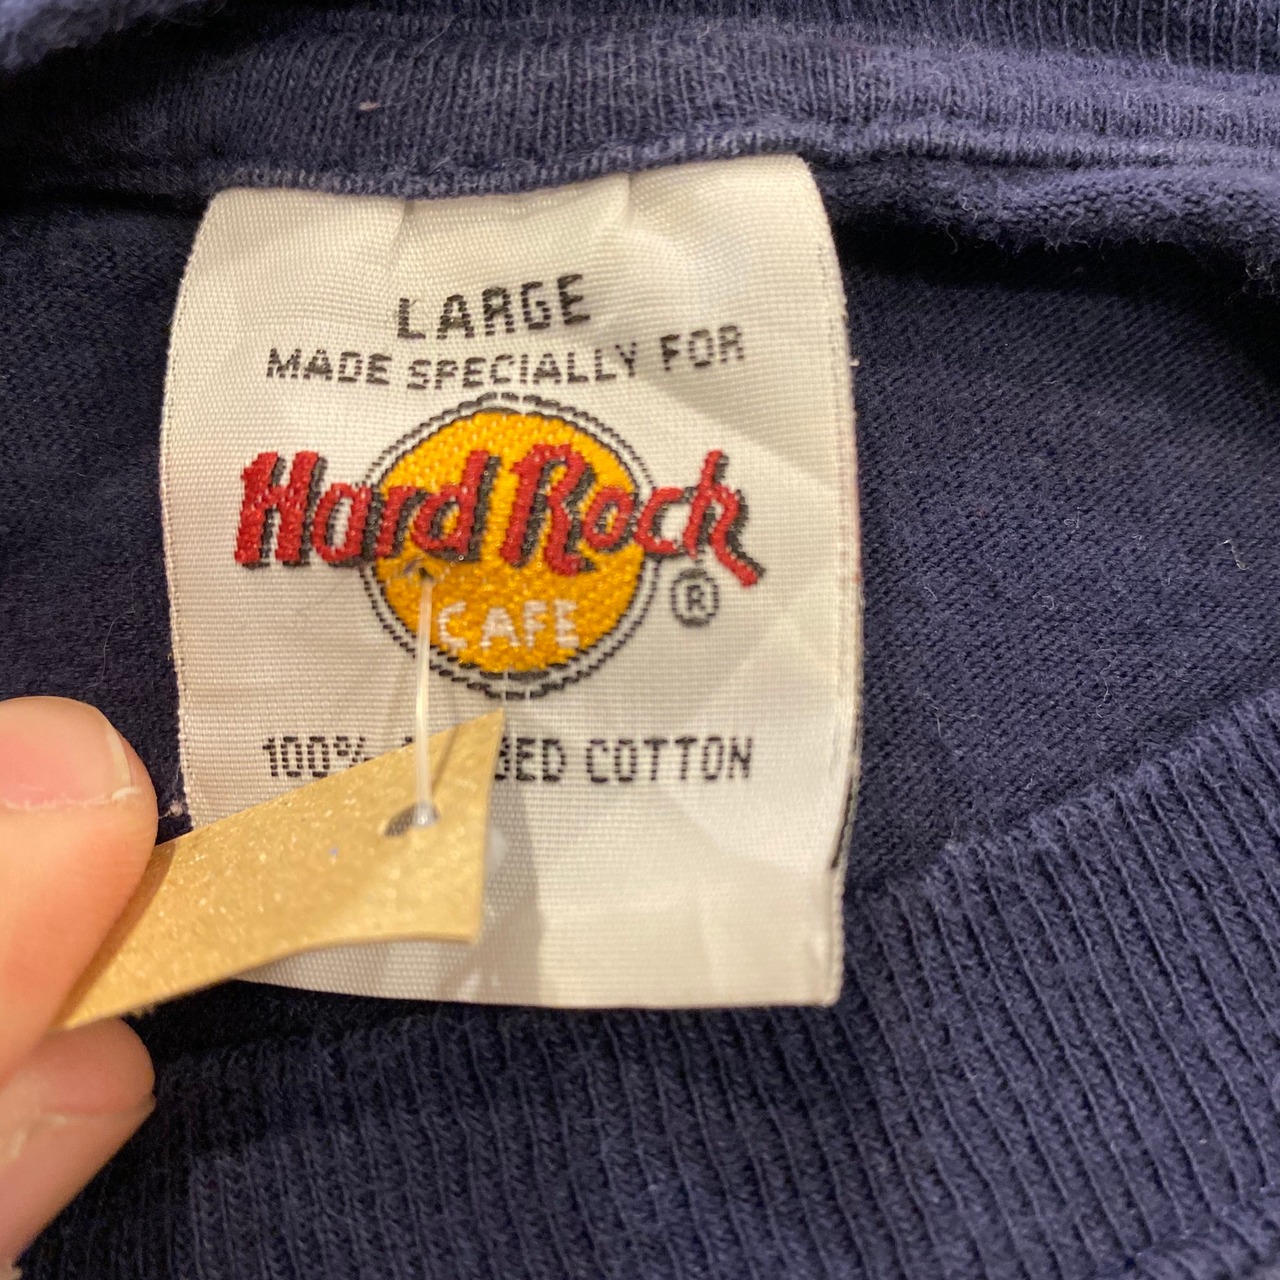 LARGE
MADE SPECIALLY FOR
Hard Rock
CAFE
®
100% COTTON